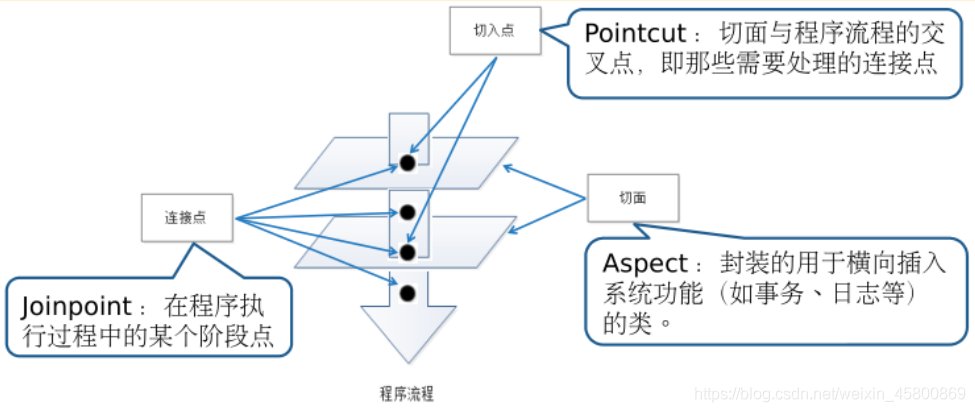 切入点
Pointcut：切面与程序流程的交
叉点，即那些需要处理的连接点
连接点
切面
Joinpoint：在程序执
行过程中的某个阶段点
Aspect：封装的用于横向插入
系统功能（如事务、日志等）
的类。
程序流程
https://blog.csdn.net/weixin_45800869